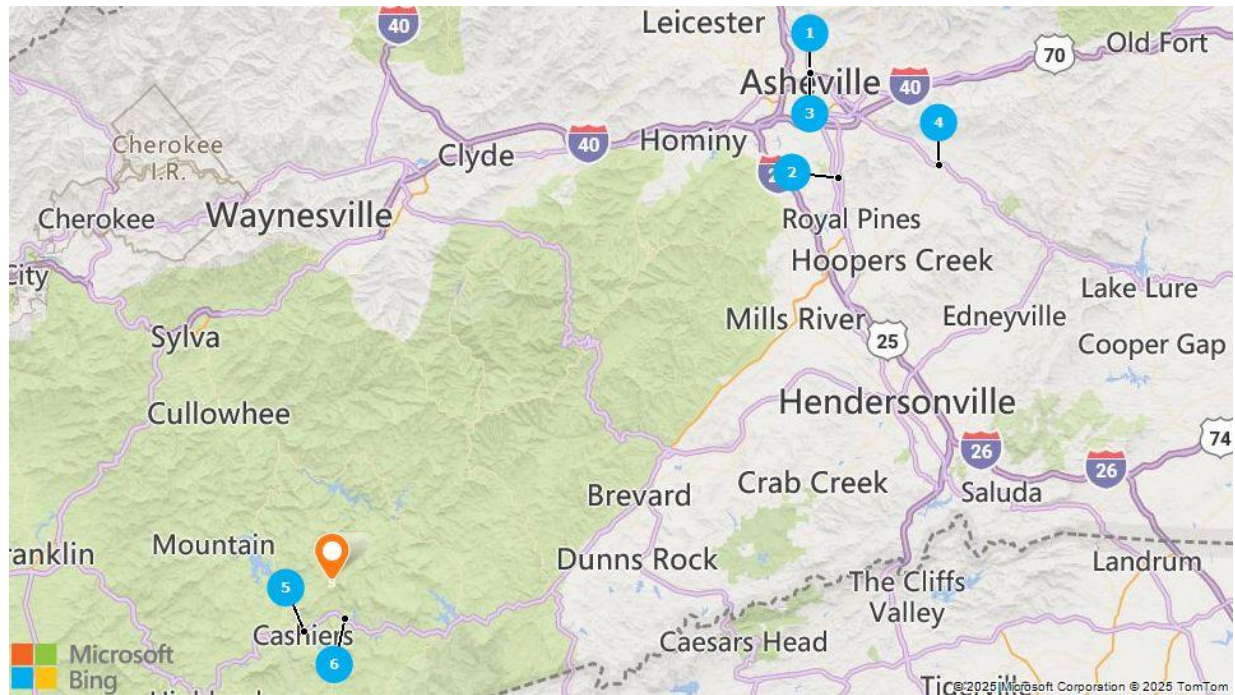 Leicester
1
Old Fort
40
70
Asheville
40
3
4
Hominy
40
Clyde
Cherokee
I.R.
2
2
Waynesville
Cherokee
Royal Pines
City
Hoopers Creek
Lake Lure
Mills River
Edneyville
Sylva
25
Cooper Gap
Cullowhee
Hendersonville
74
26
26
Brevard
Crab Creek
Saluda
Mountain
ranklin
Dunns Rock
Landrum
5
The Cliffs
Valley
Cashiers
Caesars Head
6
Microsoft
Bing
© 2025 Microsoft Corporation © 2025 TomTom